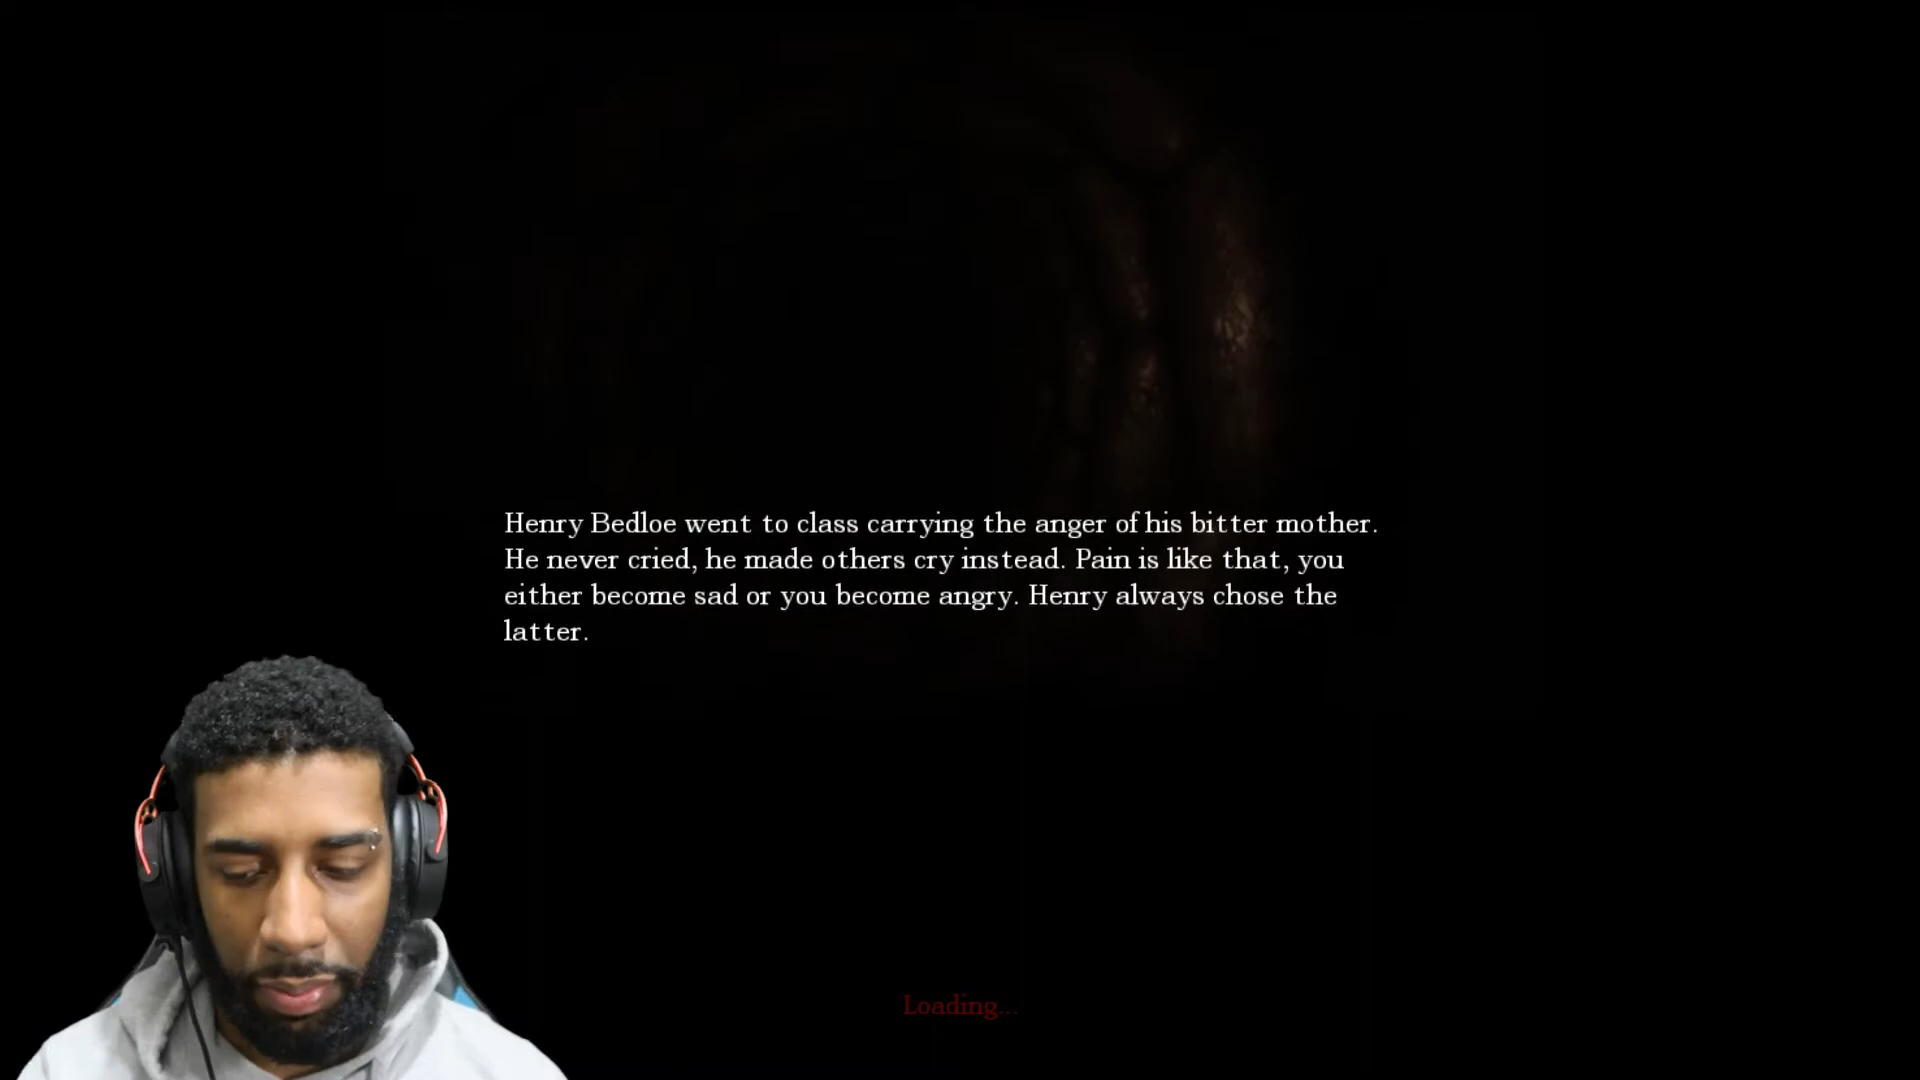 Henry Bedloe went to class carrying the anger of his bitter mother.
He never cried, he made others cry instead. Pain is like that, you
either become sad or you become angry. Henry always chose the
latter.
Loading...